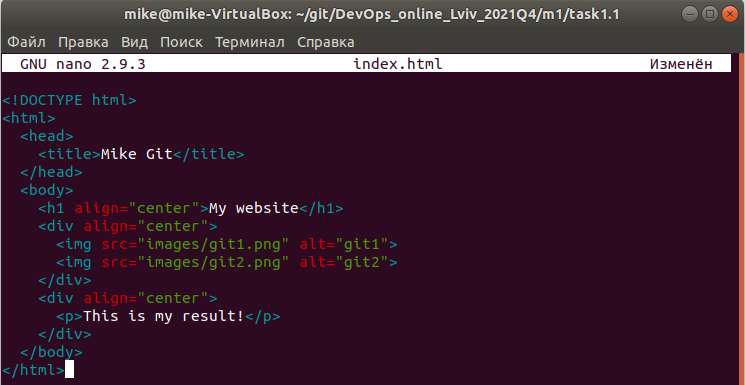 mike@mike-VirtualBox: ~/git/DevOps_online_Lviv_2021Q4/m1/task1.1
Файл Правка Вид Поиск Терминал Справка
GNU nano 2.9.3 index.html Изменён
<!DOCTYPE html>
<html>
  <head>
    <title>Mike Git</title>
  </head>
  <body>
    <h1 align="center">My website</h1>
    <div align="center">
      <img src="images/git1.png" alt="git1">
      <img src="images/git2.png" alt="git2">
    </div>
    <div align="center">
      <p>This is my result!</p>
    </div>
  </body>
</html>